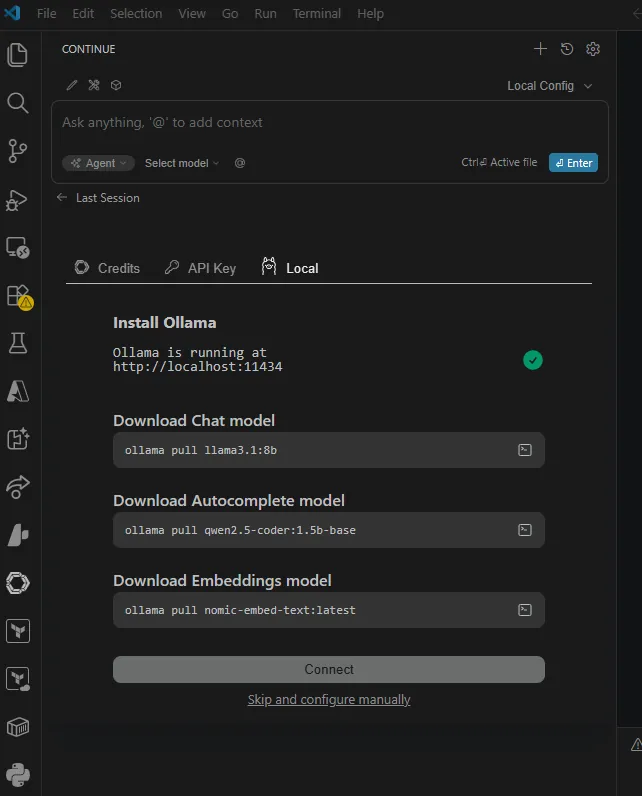 File Edit Selection View Go Run Terminal Help
CONTINUE
Local Config
Ask anything, '@' to add context
Agent Select model @ Ctrl⏎ Active file ⏎ Enter
Last Session
Credits API Key Local
Install Ollama
Ollama is running at
http://localhost:11434
Download Chat model
ollama pull llama3.1:8b
Download Autocomplete model
ollama pull qwen2.5-coder:1.5b-base
Download Embeddings model
ollama pull nomic-embed-text:latest
Connect
Skip and configure manually